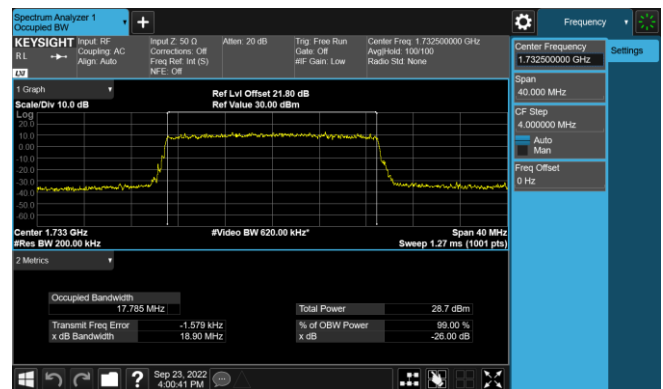 Spectrum Analyzer 1
Occupied BW
Frequency
KEYSIGHT
RL
LXI
Input: RF
Coupling: AC
Align: Auto
Input Z: 50 Ω
Corrections: Off
Freq Ref: Int (S)
NFE: Off
Atten: 20 dB
Trig: Free Run
Gate: Off
#IF Gain: Low
Center Freq: 1.732500000 GHz
Avg|Hold: 100/100
Radio Std: None
Center Frequency
1.732500000 GHz
Settings
Span
40.000 MHz
CF Step
4.000000 MHz
Auto
Man
Freq Offset
0 Hz
1 Graph
Scale/Div 10.0 dB
Ref Lvl Offset 21.80 dB
Ref Value 30.00 dBm
Log
20.0
10.0
0.00
-10.0
-20.0
-30.0
-40.0
-50.0
-60.0
Center 1.733 GHz
#Res BW 200.00 kHz
#Video BW 620.00 kHz*
Span 40 MHz
Sweep 1.27 ms (1001 pts)
2 Metrics
Occupied Bandwidth
17.785 MHz
Total Power 28.7 dBm
Transmit Freq Error -1.579 kHz
% of OBW Power 99.00 %
x dB Bandwidth 18.90 MHz
x dB -26.00 dB
?
Sep 23, 2022
4:00:41 PM